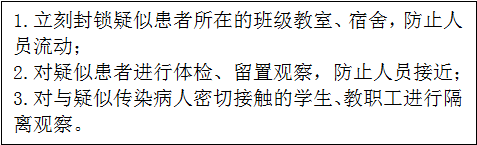 1.立刻封锁疑似患者所在的班级教室、宿舍，防止人
员流动；
2.对疑似患者进行体检、留置观察，防止人员接近；
3.对与疑似传染病人密切接触的学生、教职工进行隔
离观察。